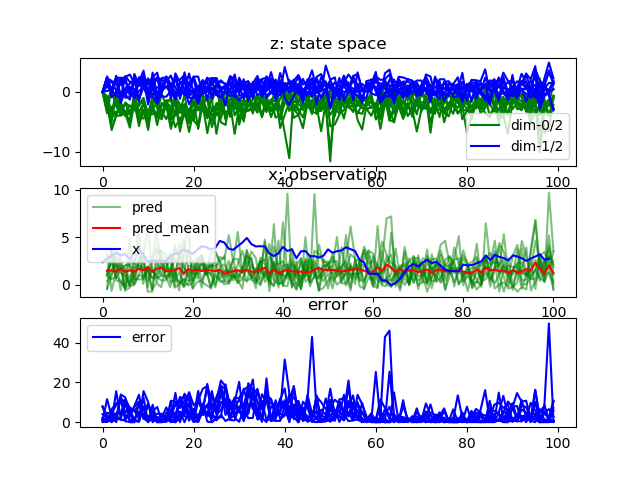 z: state space
0
−10
dim-0/2
dim-1/2
0 20 40 60 80 100
x: observation
10
5
0
pred
pred_mean
x
0 20 40 60 80 100
error
40
20
0
error
0 20 40 60 80 100